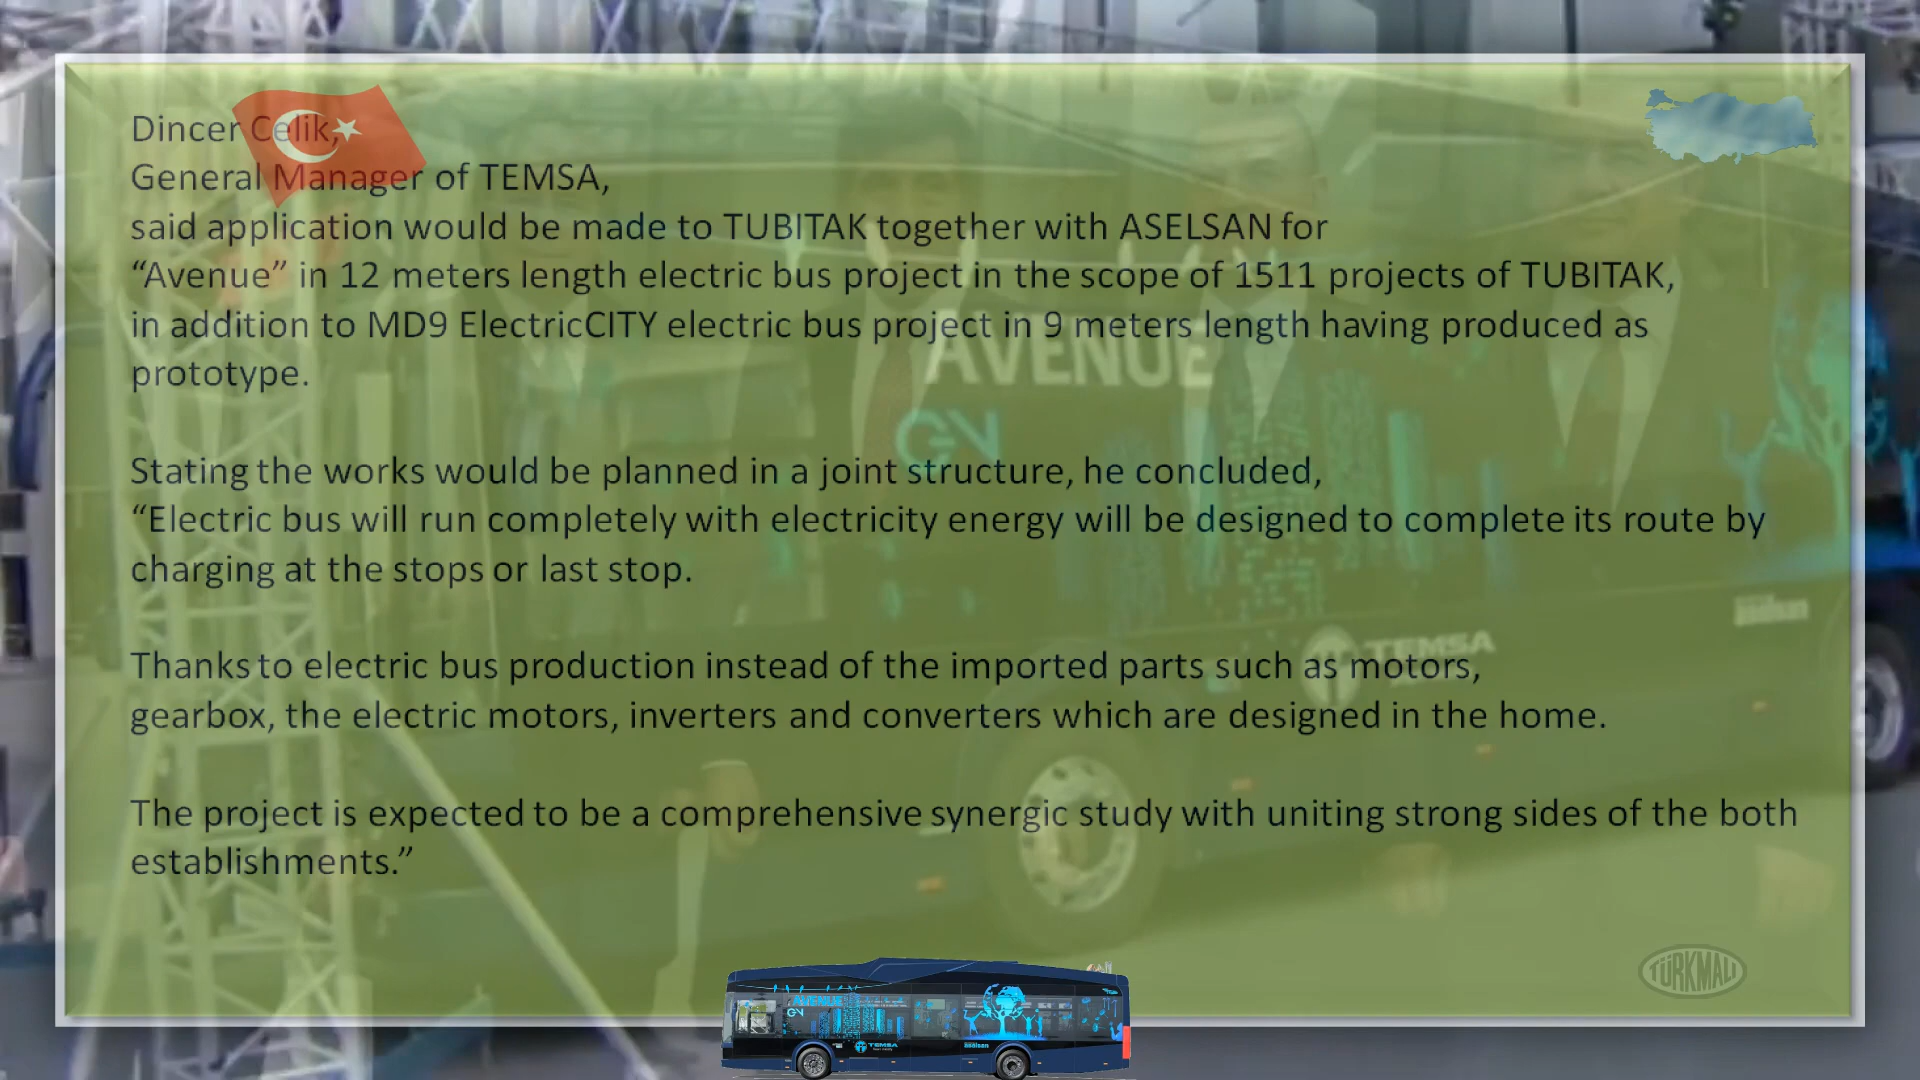 Dincer Celik,
General Manager of TEMSA,
said application would be made to TUBITAK together with ASELSAN for
“Avenue” in 12 meters length electric bus project in the scope of 1511 projects of TUBITAK,
in addition to MD9 ElectricCITY electric bus project in 9 meters length having produced as
prototype.
AVENUE
EV
Stating the works would be planned in a joint structure, he concluded,
“Electric bus will run completely with electricity energy will be designed to complete its route by
charging at the stops or last stop.
aselsan
TEMSA
Thanks to electric bus production instead of the imported parts such as motors,
gearbox, the electric motors, inverters and converters which are designed in the home.
The project is expected to be a comprehensive synergic study with uniting strong sides of the both
establishments.”
TÜRKMALI
AVENUE
EV
TEMSA
aselsan